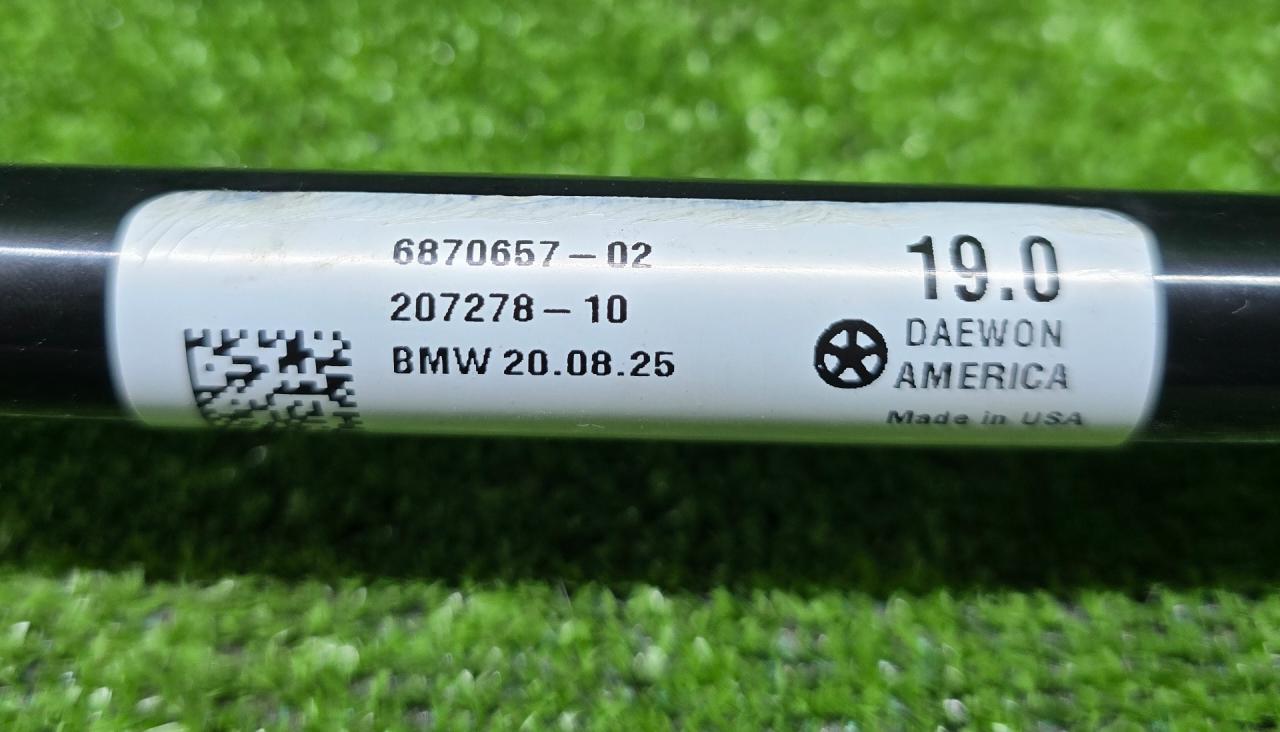 6870657-02
207278-10
BMW 20.08.25
19.0
DAEWON
AMERICA
Made in USA